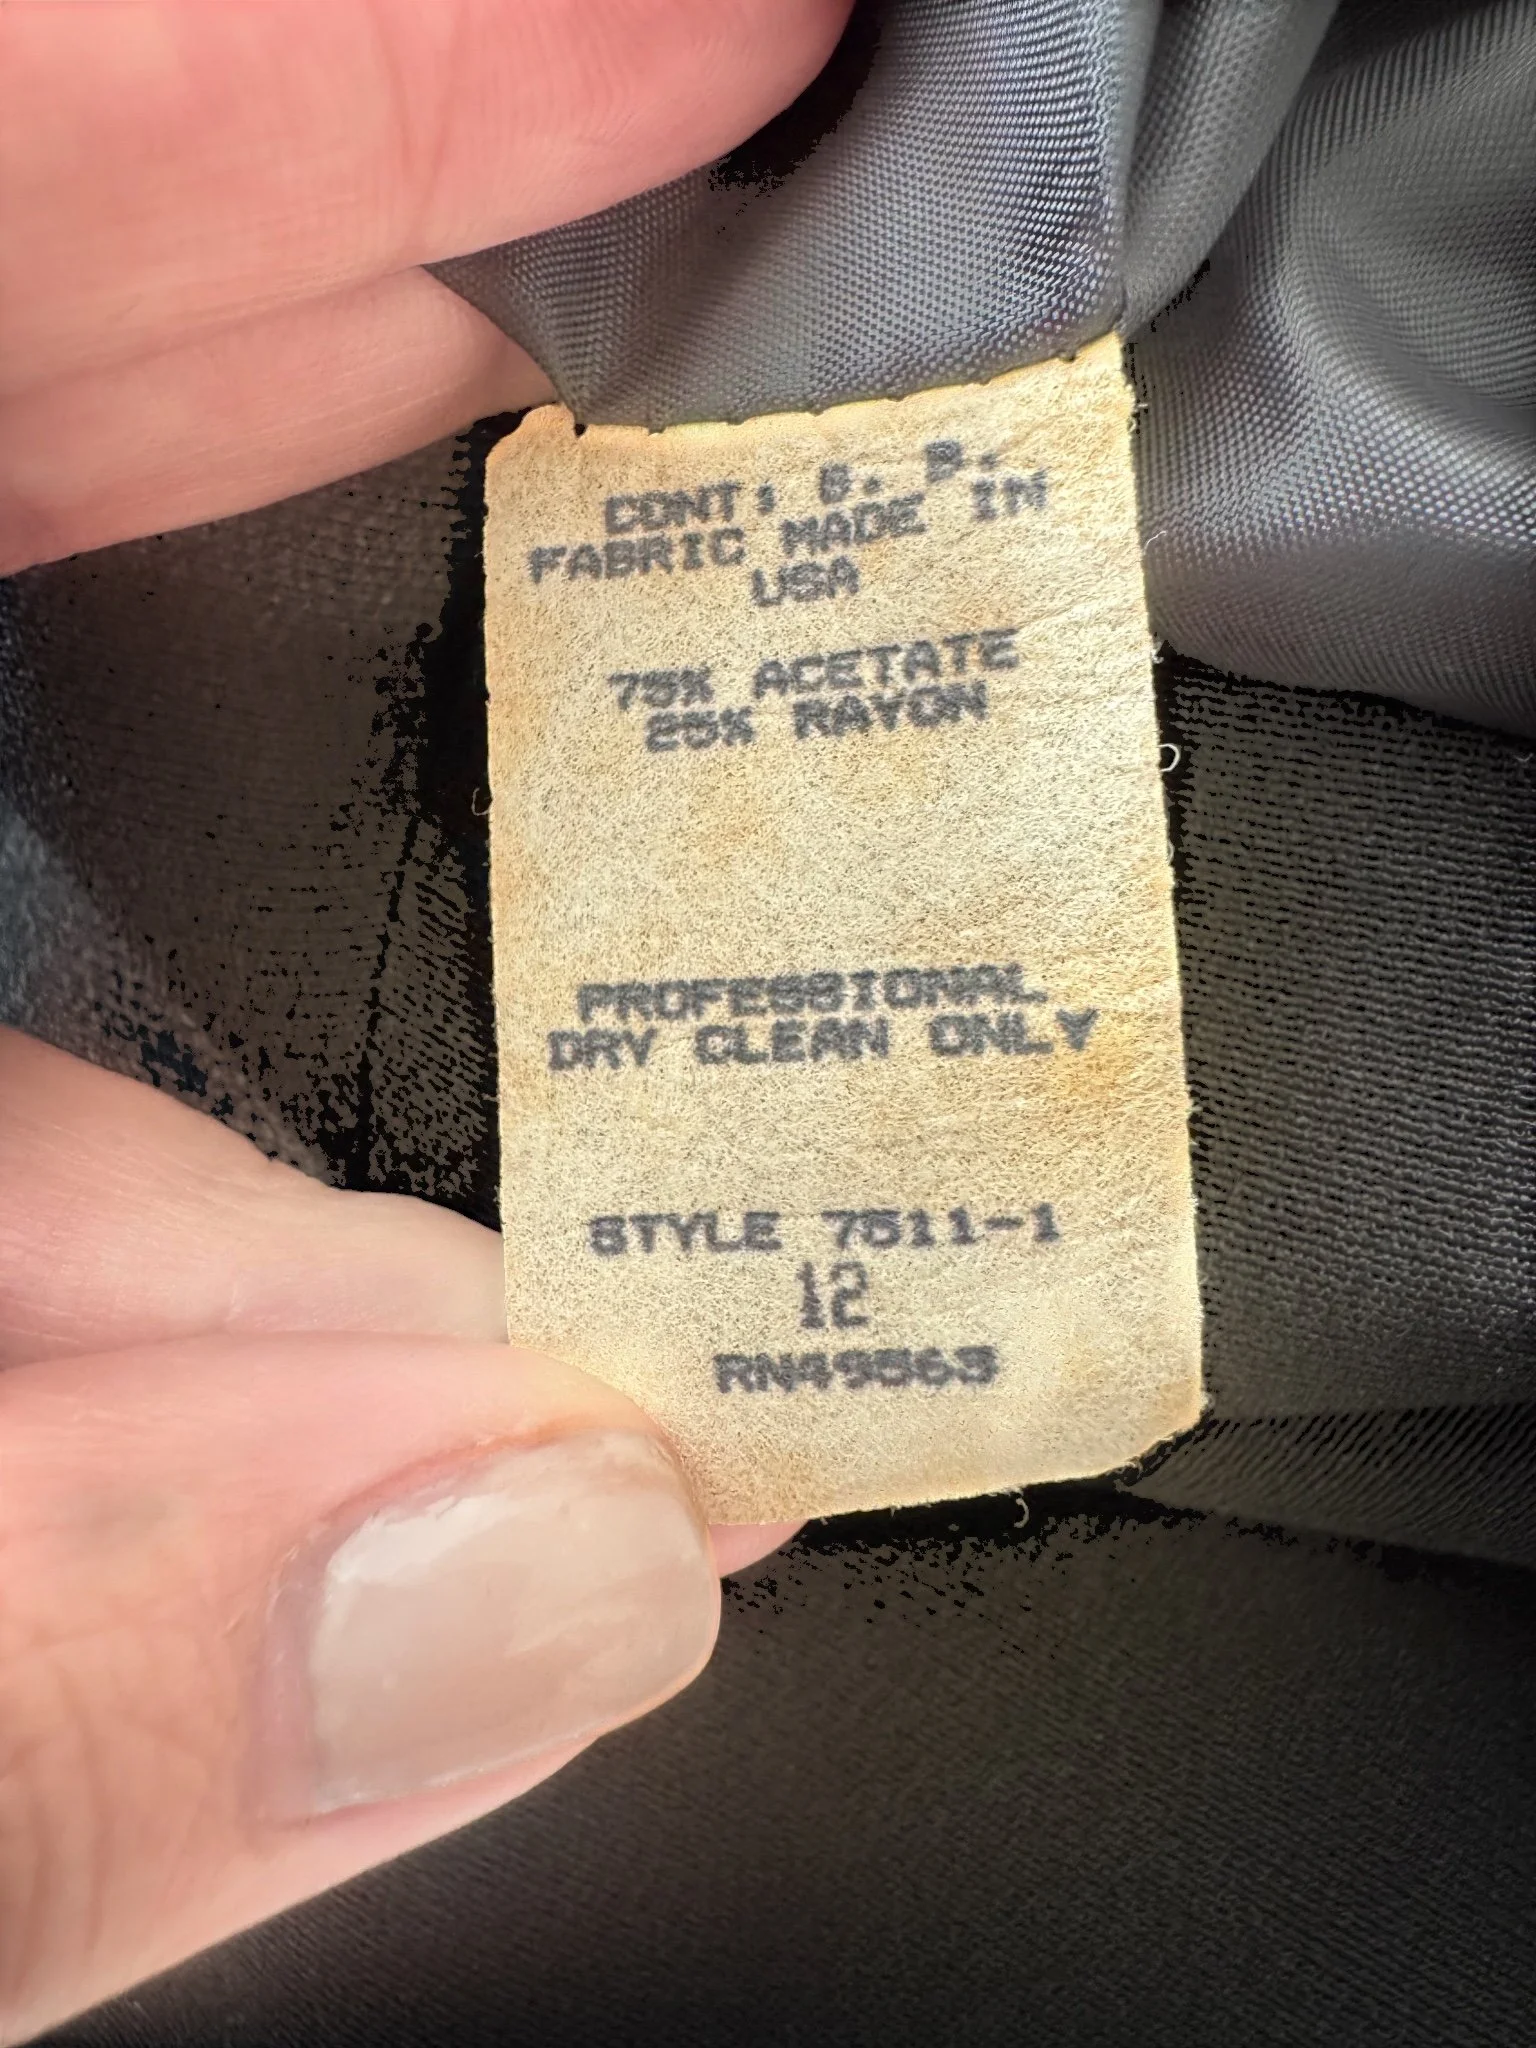 CONT, S. D.
FABRIC MADE IN
USA
75% ACETATE
25% RAYON
PROFESSIONAL
DRY CLEAN ONLY
STYLE 7511-1
12
RN49563